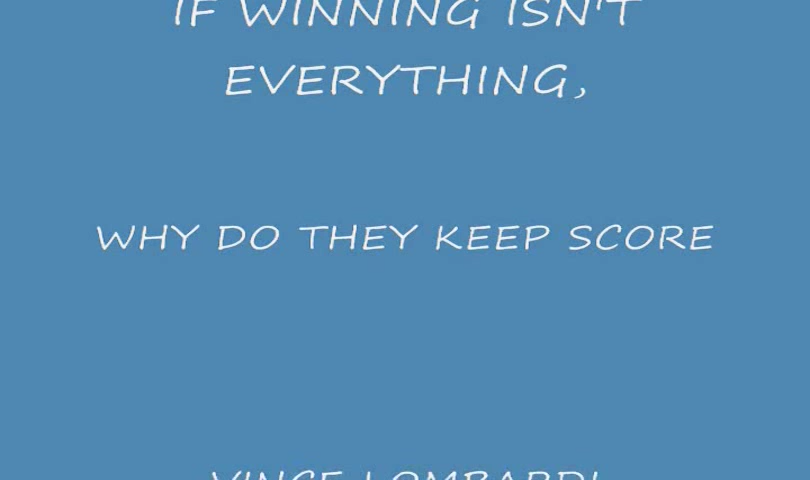 IF WINNING ISN'T
EVERYTHING,
WHY DO THEY KEEP SCORE
VINCE LOMBARDI